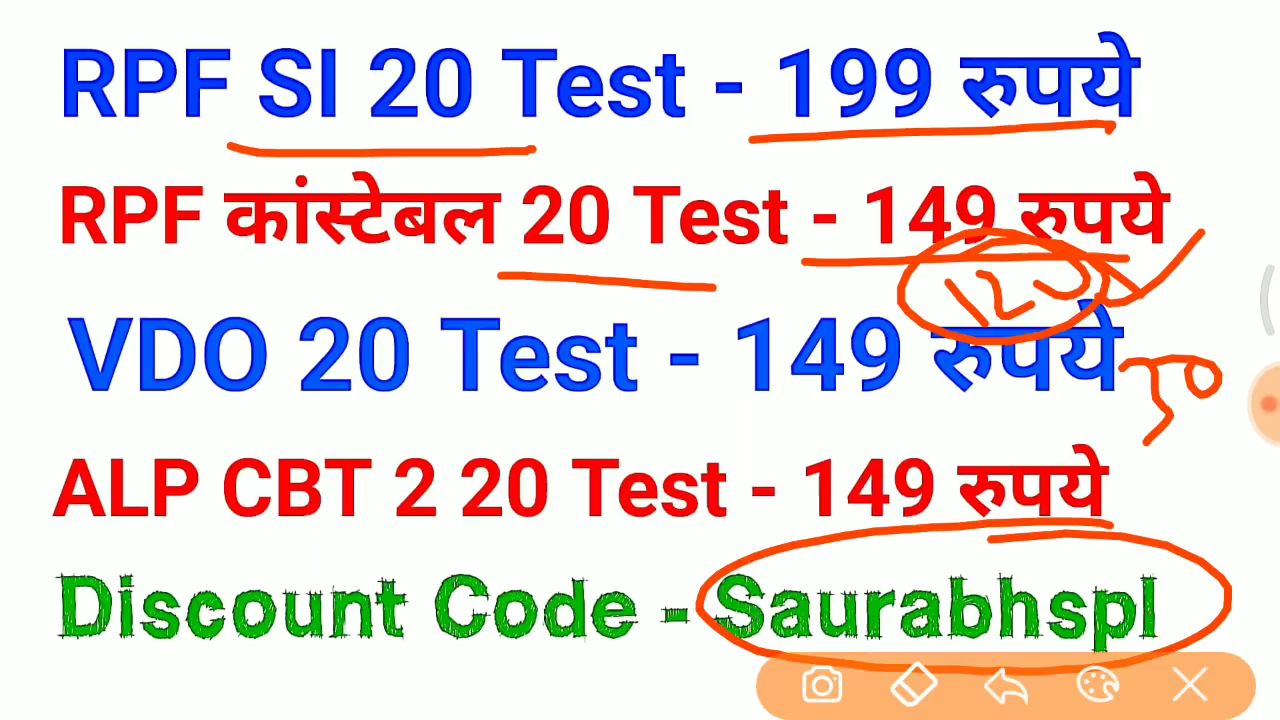 RPF SI 20 Test - 199 रुपये
RPF कांस्टेबल 20 Test - 149 रुपये
VDO 20 Test - 149 रुपये
ALP CBT 2 20 Test - 149 रुपये
Discount Code - Saurabhspl